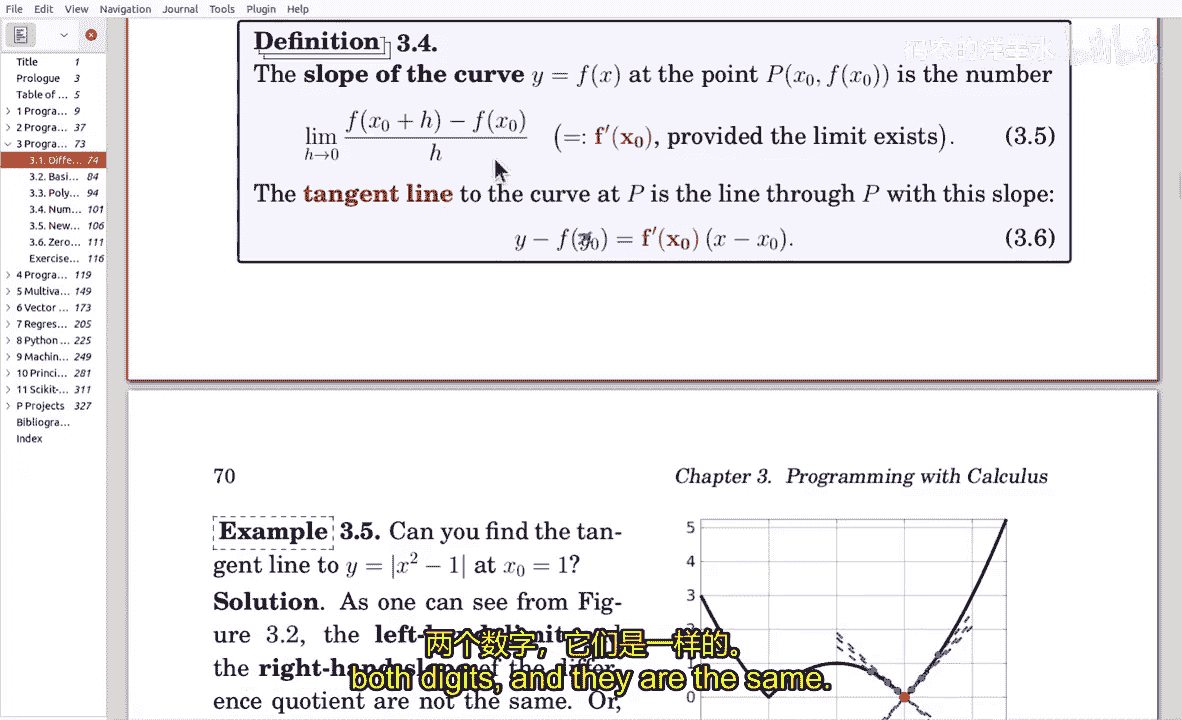 File Edit View Navigation Journal Tools Plugin Help
Title 1
Prologue 3
Table of ... 5
1 Progra... 9
2 Progra... 37
3 Progra... 73
3.1. Diffe... 74
3.2. Basi... 84
3.3. Poly... 94
3.4. Num... 101
3.5. New... 106
3.6. Zero... 111
Exercise... 116
4 Progra... 119
5 Multiva... 149
6 Vector ... 173
7 Regres... 205
8 Python ... 225
9 Machin... 249
10 Princi... 281
11 Scikit-... 311
P Projects 327
Bibliogra...
Index
Definition 3.4.
The slope of the curve y = f(x) at the point P(x₀, f(x₀)) is the number
lim h→0 (f(x₀ + h) − f(x₀)) / h (=: f′(x₀), provided the limit exists). (3.5)
The tangent line to the curve at P is the line through P with this slope:
y − f(x₀) = f′(x₀) (x − x₀). (3.6)
70 Chapter 3. Programming with Calculus
Example 3.5. Can you find the tan-
gent line to y = |x² − 1| at x₀ = 1?
Solution. As one can see from Fig-
ure 3.2, the left-hand limit and
the right-hand slope of the differ-
ence quotient are not the same. Or,
5
4
3
2
0
两个数字，它们是一样的。
both digits, and they are the same.